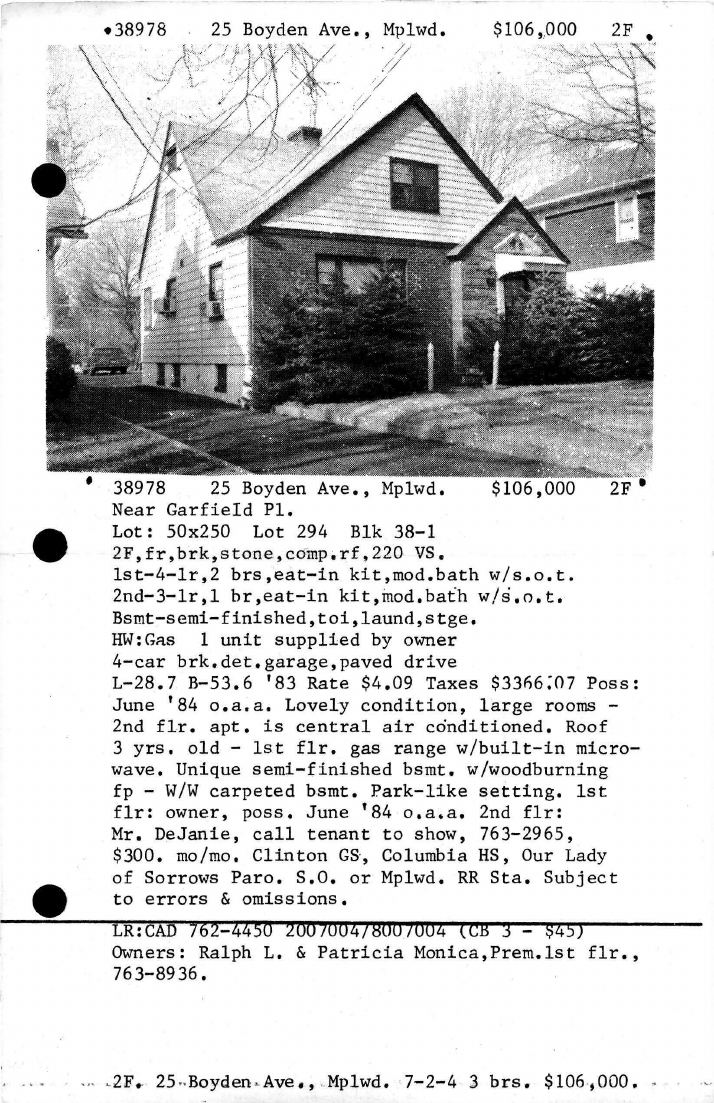 38978 25 Boyden Ave., Mplwd. $106,000 2F
38978 25 Boyden Ave., Mplwd. $106,000 2F
Near Garfield Pl.
Lot: 50x250 Lot 294 Blk 38-1
2F,fr,brk,stone,comp.rf,220 VS.
1st-4-lr,2 brs,eat-in kit,mod.bath w/s.o.t.
2nd-3-lr,1 br,eat-in kit,mod.bath w/s.o.t.
Bsmt-semi-finished,toi,laund,stge.
HW:Gas 1 unit supplied by owner
4-car brk.det.garage,paved drive
L-28.7 B-53.6 '83 Rate $4.09 Taxes $3366.07 Poss:
June '84 o.a.a. Lovely condition, large rooms -
2nd flr. apt. is central air conditioned. Roof
3 yrs. old - 1st flr. gas range w/built-in micro-
wave. Unique semi-finished bsmt. w/woodburning
fp - W/W carpeted bsmt. Park-like setting. 1st
flr: owner, poss. June '84 o.a.a. 2nd flr:
Mr. DeJanie, call tenant to show, 763-2965,
$300. mo/mo. Clinton GS, Columbia HS, Our Lady
of Sorrows Paro. S.O. or Mplwd. RR Sta. Subject
to errors & omissions.
LR:CAD 762-4450 2007004/8007004 (CB 3 - $45)
Owners: Ralph L. & Patricia Monica,Prem.1st flr.,
763-8936.
2F. 25 Boyden Ave., Mplwd. 7-2-4 3 brs. $106,000.